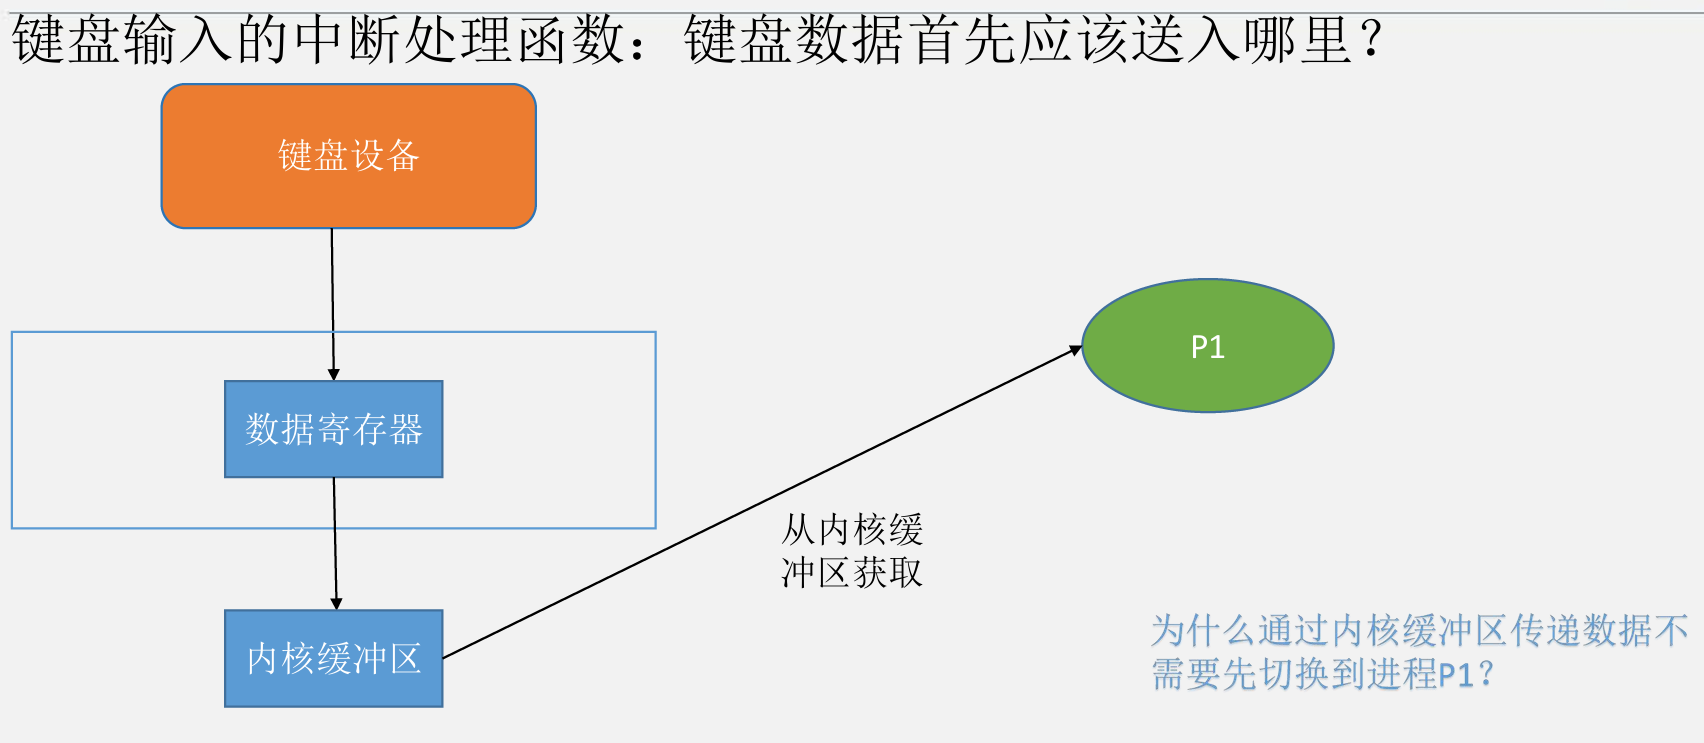 键盘输入的中断处理函数：键盘数据首先应该送入哪里？
键盘设备
P1
数据寄存器
从内核缓
冲区获取
内核缓冲区
为什么通过内核缓冲区传递数据不
需要先切换到进程P1？